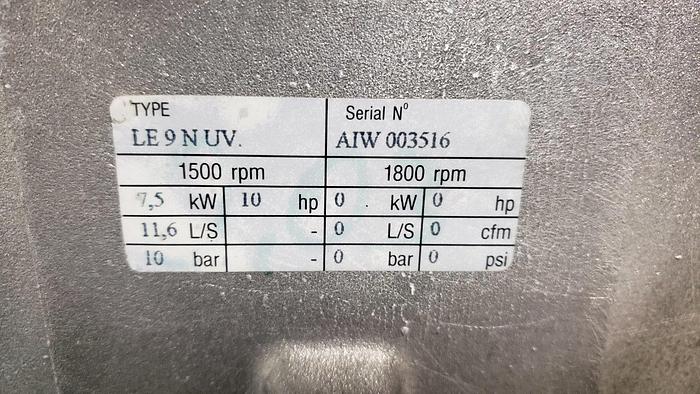 TYPE Serial Nº
LE 9 N UV. AIW 003516
1500 rpm 1800 rpm
7,5 kW 10 hp 0 . kW 0 hp
11,6 L/S - 0 L/S 0 cfm
10 bar - 0 bar 0 psi